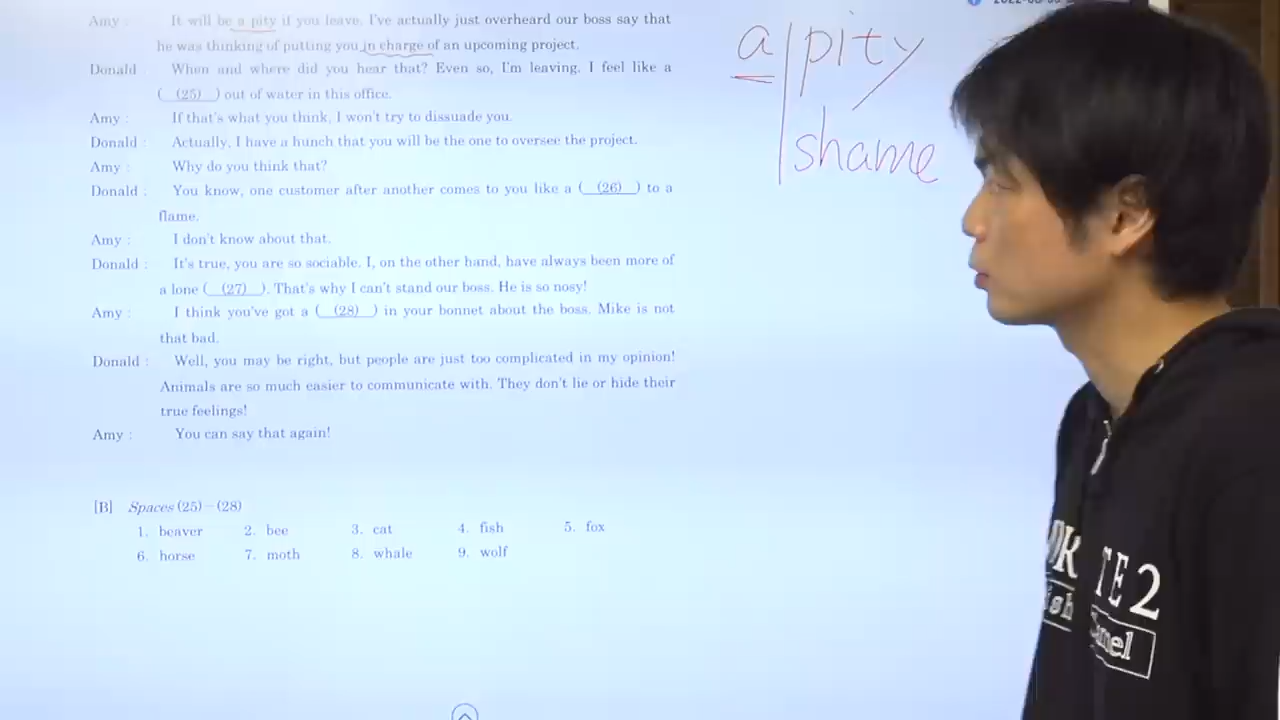 Amy : It will be a pity if you leave. I've actually just overheard our boss say that
he was thinking of putting you in charge of an upcoming project.
Donald : When and where did you hear that? Even so, I'm leaving. I feel like a
( (25) ) out of water in this office.
Amy : If that's what you think, I won't try to dissuade you.
Donald : Actually, I have a hunch that you will be the one to oversee the project.
Amy : Why do you think that?
Donald : You know, one customer after another comes to you like a ( (26) ) to a
flame.
Amy : I don't know about that.
Donald : It's true, you are so sociable. I, on the other hand, have always been more of
a lone ( (27) ). That's why I can't stand our boss. He is so nosy!
Amy : I think you've got a ( (28) ) in your bonnet about the boss. Mike is not
that bad.
Donald : Well, you may be right, but people are just too complicated in my opinion!
Animals are so much easier to communicate with. They don't lie or hide their
true feelings!
Amy : You can say that again!
[B] Spaces (25)-(28)
1. beaver 2. bee 3. cat 4. fish 5. fox
6. horse 7. moth 8. whale 9. wolf
a pity
shame
TE 2